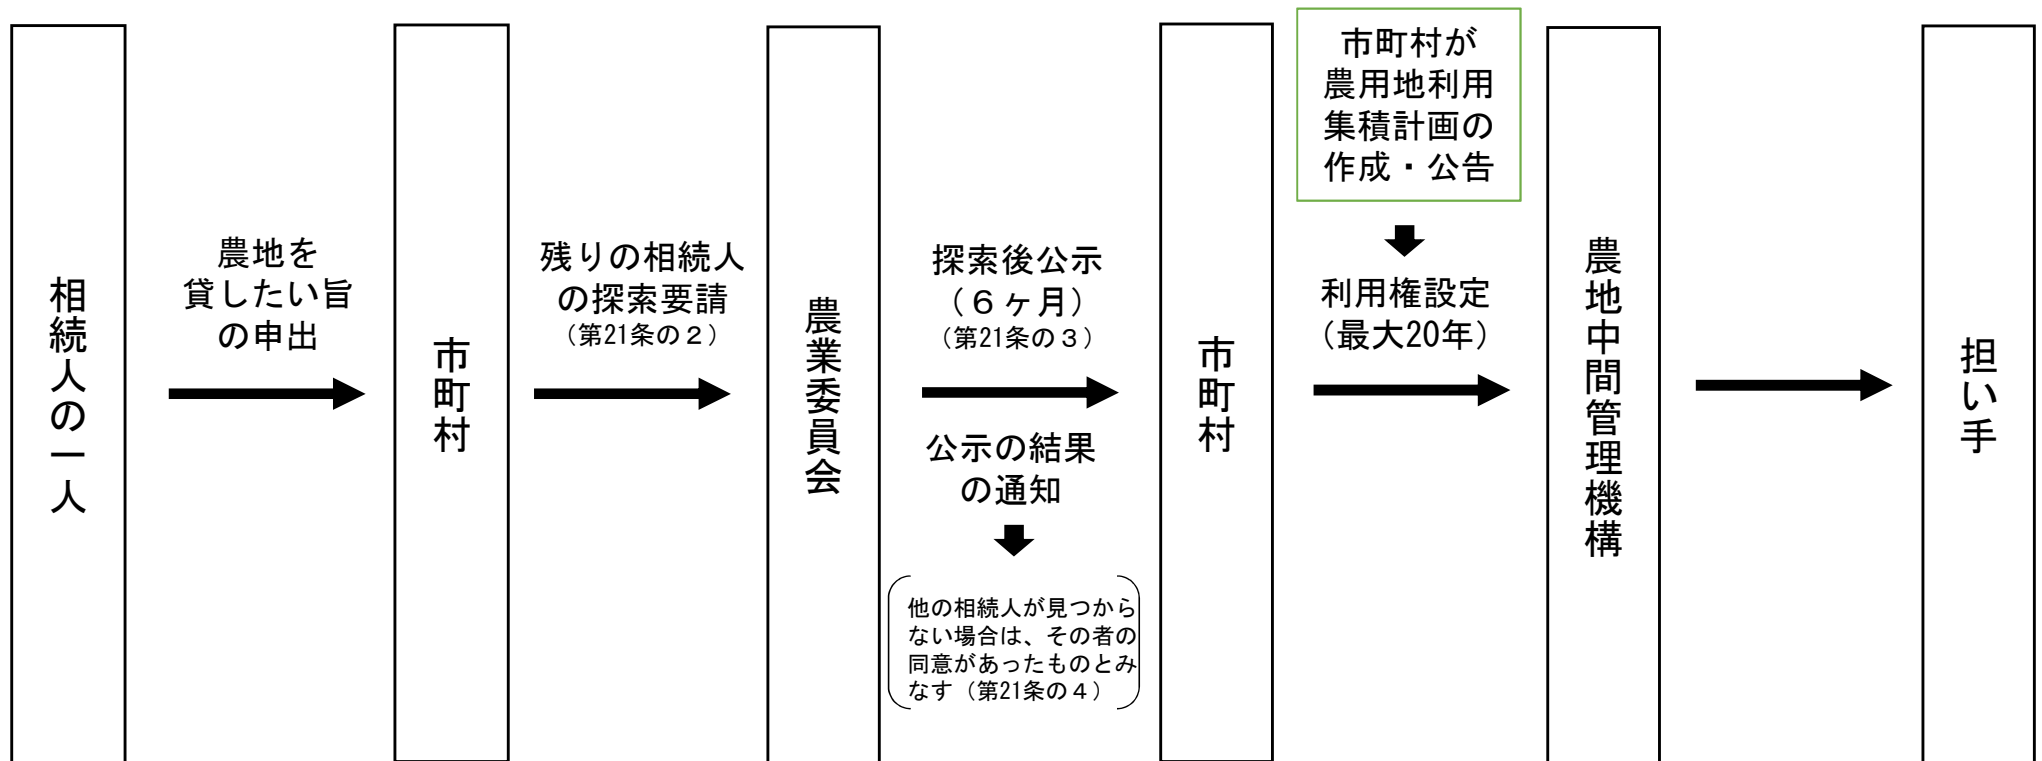 相続人の一人
農地を
貸したい旨
の申出
市町村
残りの相続人
の探索要請
（第21条の２）
農業委員会
探索後公示
（６ヶ月）
（第21条の３）
公示の結果
の通知
他の相続人が見つから
ない場合は、その者の
同意があったものとみ
なす（第21条の４）
市町村
市町村が
農用地利用
集積計画の
作成・公告
利用権設定
（最大20年）
農地中間管理機構
担い手